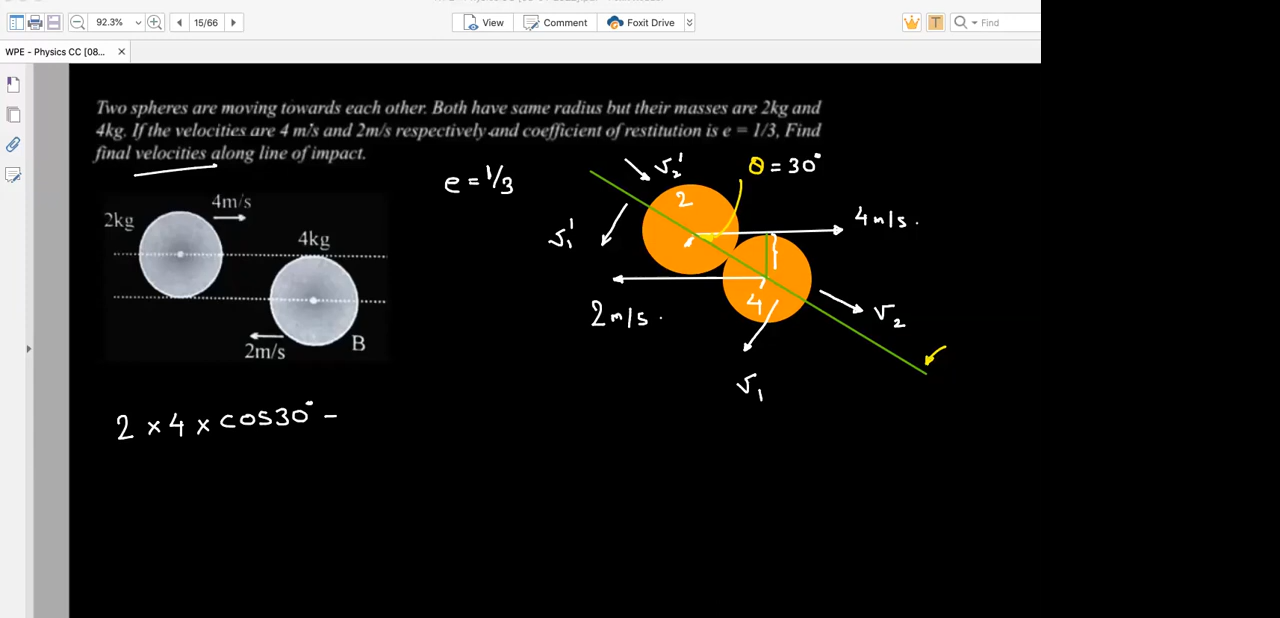 92.3%
15/66
View
Comment
Foxit Drive
T
Find
WPE - Physics CC [08... ×
Two spheres are moving towards each other. Both have same radius but their masses are 2kg and
4kg. If the velocities are 4 m/s and 2m/s respectively and coefficient of restitution is e = 1/3, Find
final velocities along line of impact.
e = 1/3
v₂'
θ = 30°
2kg
4m/s
2
4m/s.
v₁'
4kg
4
2m/s.
v₂
2m/s
B
v₁
2 × 4 × cos30° −